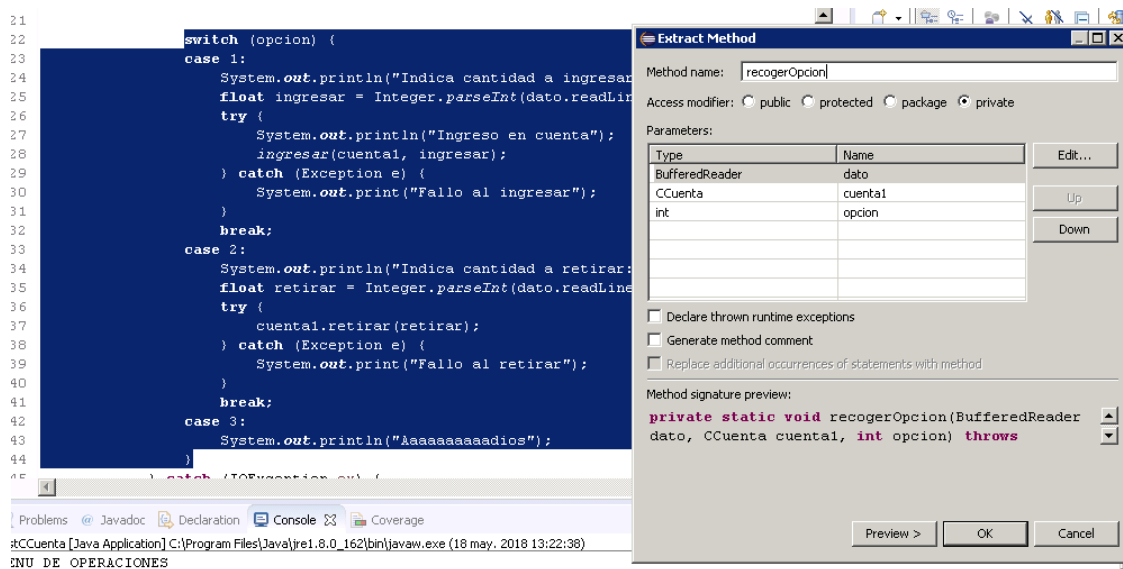 21
22 switch (opcion) {
23 case 1:
24 System.out.println("Indica cantidad a ingresar
25 float ingresar = Integer.parseInt(dato.readLin
26 try {
27 System.out.println("Ingreso en cuenta");
28 ingresar(cuenta1, ingresar);
29 } catch (Exception e) {
30 System.out.print("Fallo al ingresar");
31 }
32 break;
33 case 2:
34 System.out.println("Indica cantidad a retirar:
35 float retirar = Integer.parseInt(dato.readLine
36 try {
37 cuenta1.retirar(retirar);
38 } catch (Exception e) {
39 System.out.print("Fallo al retirar");
40 }
41 break;
42 case 3:
43 System.out.println("Aaaaaaaaaadios");
44 }
45 } catch (IOException ex) {
Problems @ Javadoc Declaration Console Coverage
stCCuenta [Java Application] C:\Program Files\Java\jre1.8.0_162\bin\javaw.exe (18 may. 2018 13:22:38)
ENU DE OPERACIONES
Extract Method
Method name: recogerOpcion
Access modifier: public protected package private
Parameters:
Type Name Edit...
BufferedReader dato
CCuenta cuenta1 Up
int opcion
Down
Declare thrown runtime exceptions
Generate method comment
Replace additional occurrences of statements with method
Method signature preview:
private static void recogerOpcion(BufferedReader
dato, CCuenta cuenta1, int opcion) throws
Preview > OK Cancel